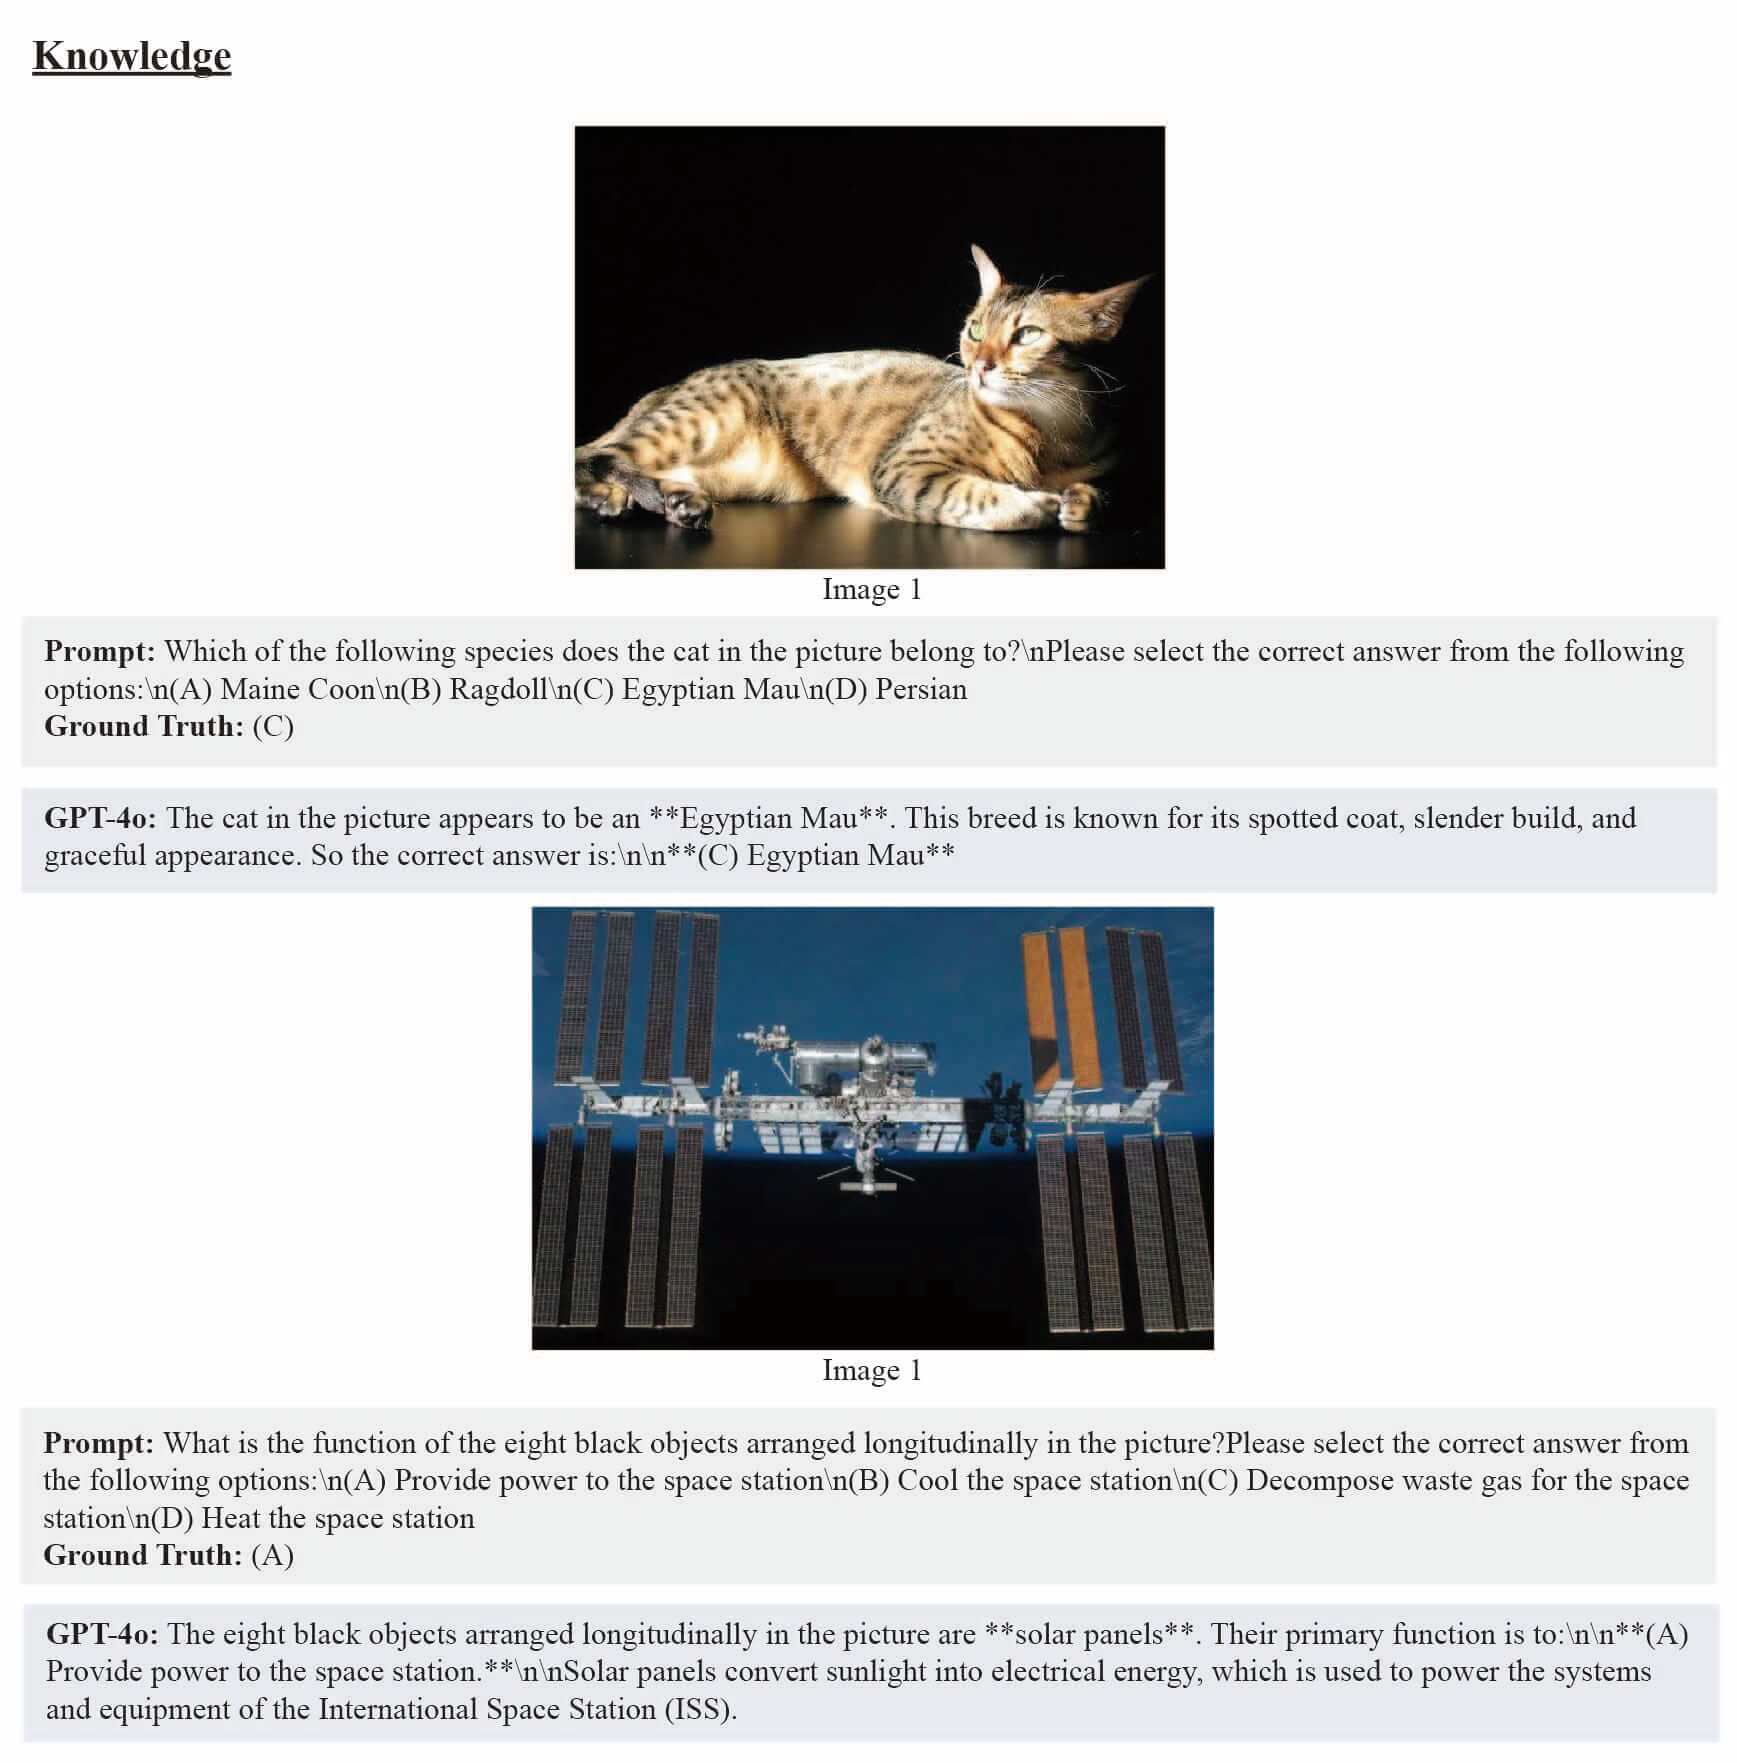 Knowledge
Image 1
Prompt: Which of the following species does the cat in the picture belong to?\nPlease select the correct answer from the following
options:\n(A) Maine Coon\n(B) Ragdoll\n(C) Egyptian Mau\n(D) Persian
Ground Truth: (C)
GPT-4o: The cat in the picture appears to be an **Egyptian Mau**. This breed is known for its spotted coat, slender build, and
graceful appearance. So the correct answer is:\n\n**(C) Egyptian Mau**
Image 1
Prompt: What is the function of the eight black objects arranged longitudinally in the picture?Please select the correct answer from
the following options:\n(A) Provide power to the space station\n(B) Cool the space station\n(C) Decompose waste gas for the space
station\n(D) Heat the space station
Ground Truth: (A)
GPT-4o: The eight black objects arranged longitudinally in the picture are **solar panels**. Their primary function is to:\n\n**(A)
Provide power to the space station.**\n\nSolar panels convert sunlight into electrical energy, which is used to power the systems
and equipment of the International Space Station (ISS).